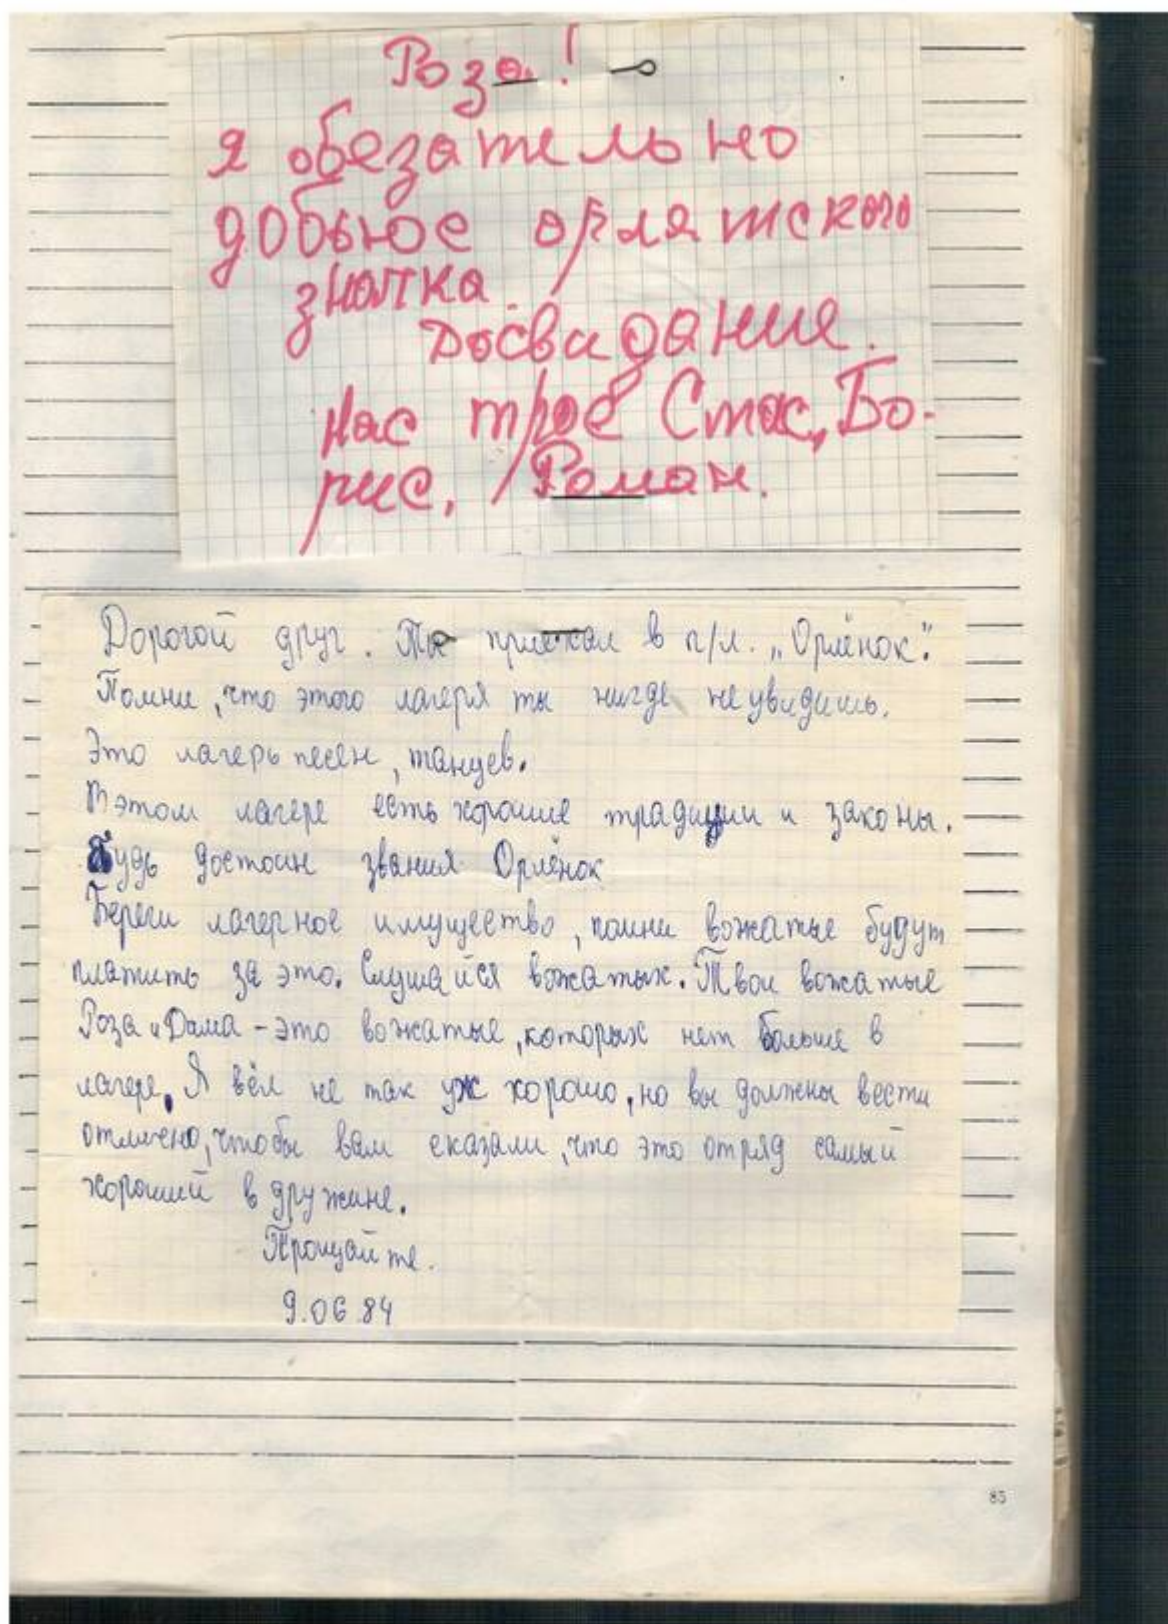 Роза!
я обезательно
добьюс орлятского
значка.
Досвидание.
Нас троё Стас, Бо-
рис, Роман.
Дорогой друг. Ты приехал в п/л. „Орлёнок".
Помни, что этого лагеря ты нигде не увидишь.
Это лагерь песен, танцев.
В этом лагере есть хорошие традиции и законы.
Будь достоин звания Орлёнок
Береги лагерное имущество, помни вожатые будут
платить за это. Слушайся вожатых. Твои вожатые
Роза и Дама - это вожатые, которых нет больше в
лагере. Я вёл не так уж хорошо, но вы должны вести
отлично, чтобы вам сказали, что это отряд самый
хороший в дружине.
Прощайте.
9.06.84
85